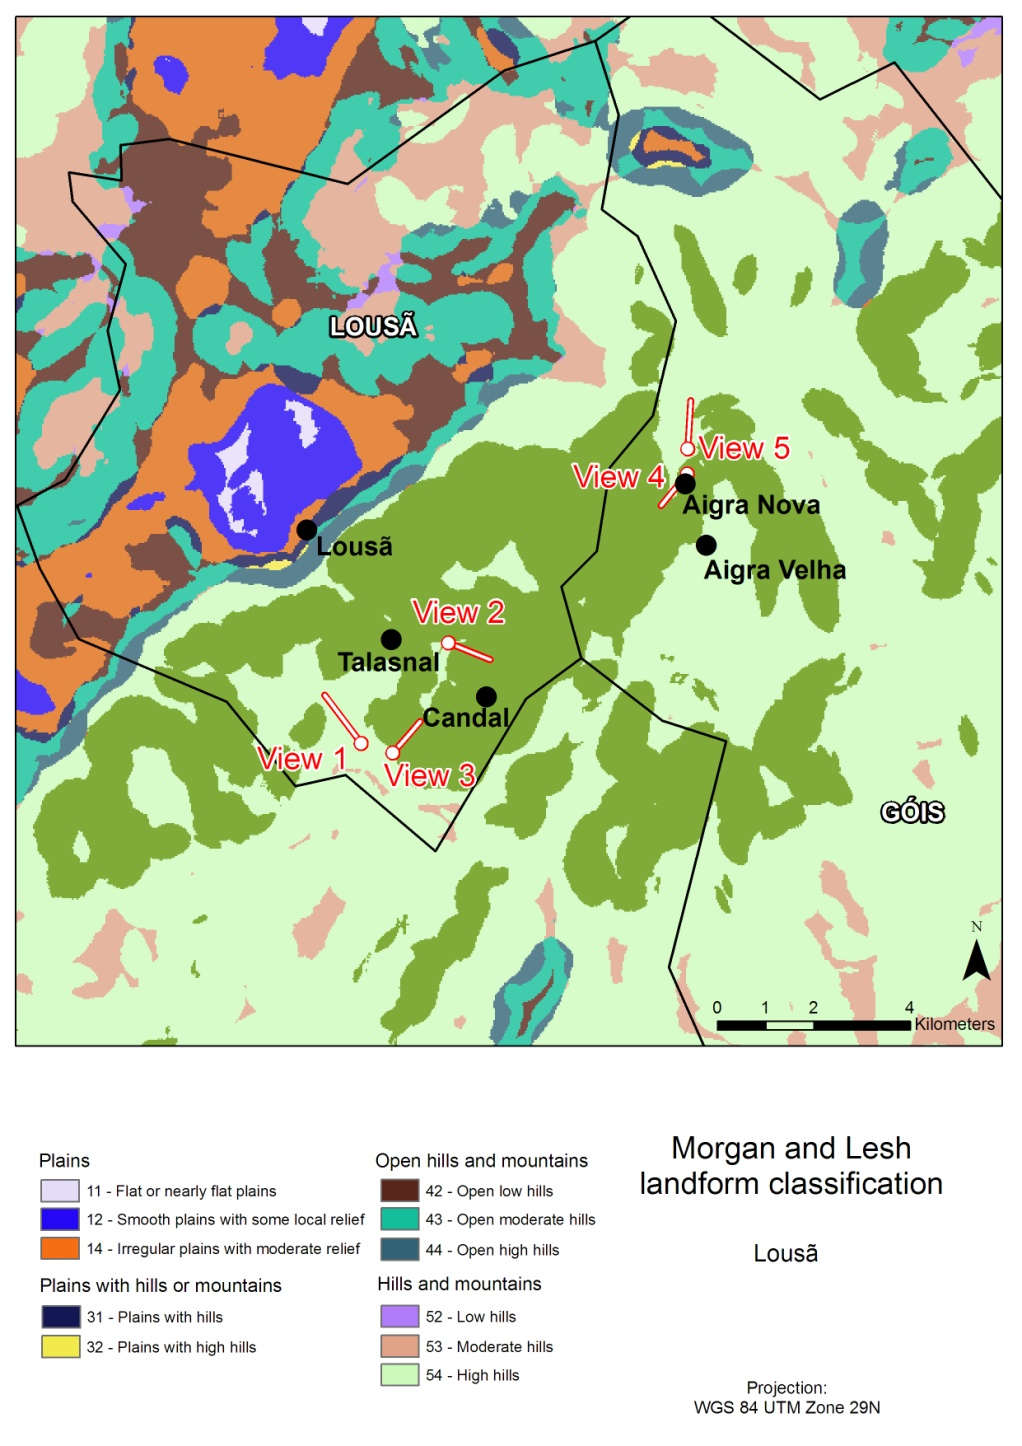 LOUSÃ
View 5
View 4
Aigra Nova
Lousã
Aigra Velha
View 2
Talasnal
Candal
View 1
View 3
GÓIS
N
0 1 2 4
Kilometers
Morgan and Lesh
landform classification
Lousã
Projection:
WGS 84 UTM Zone 29N
Plains
11 - Flat or nearly flat plains
12 - Smooth plains with some local relief
14 - Irregular plains with moderate relief
Plains with hills or mountains
31 - Plains with hills
32 - Plains with high hills
Open hills and mountains
42 - Open low hills
43 - Open moderate hills
44 - Open high hills
Hills and mountains
52 - Low hills
53 - Moderate hills
54 - High hills